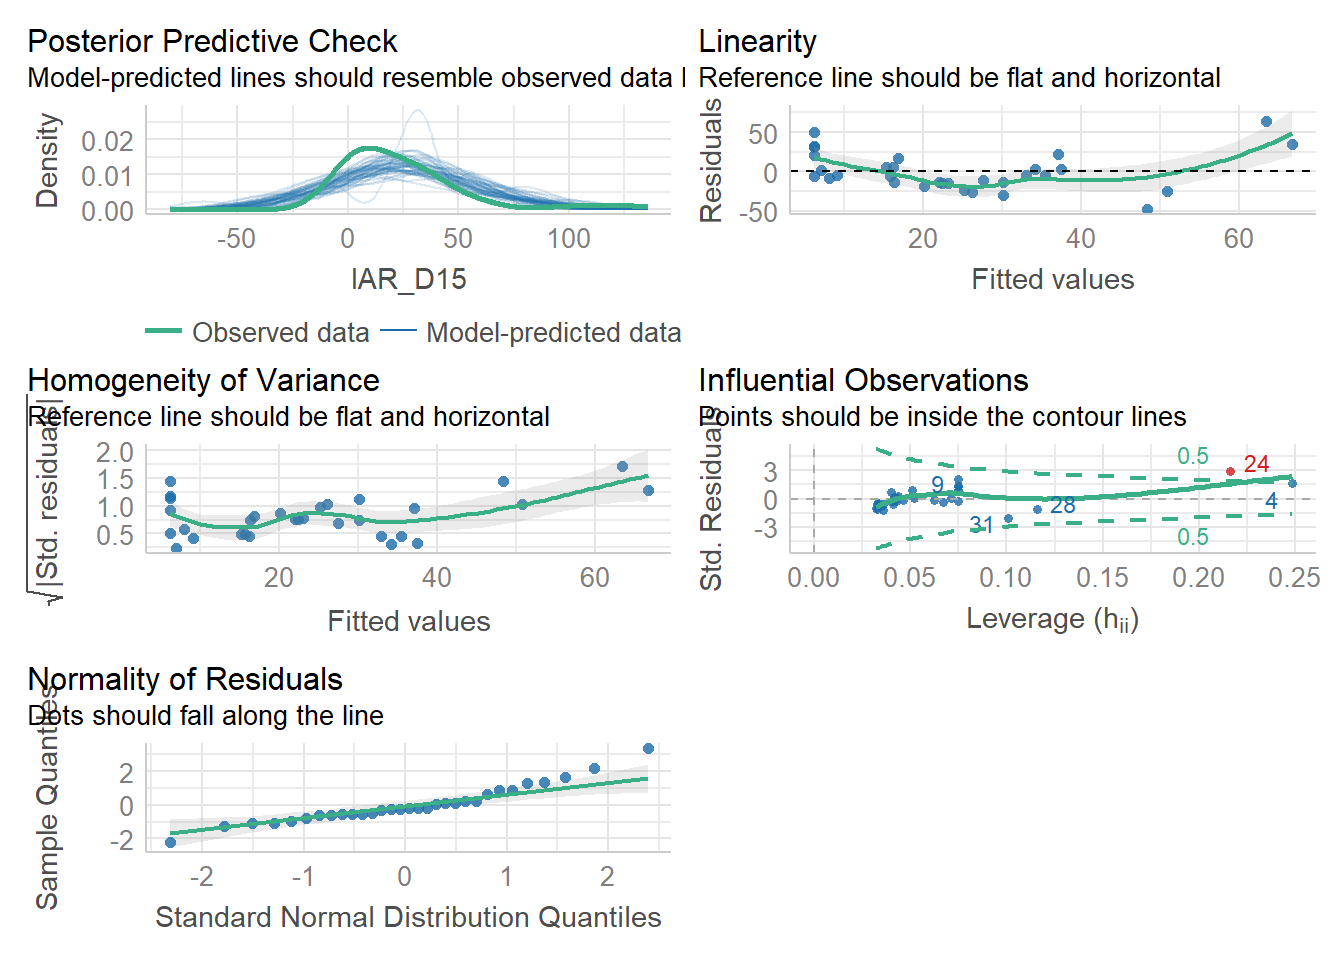 Posterior Predictive Check
Model-predicted lines should resemble observed data l
Density
0.02
0.01
0.00
-50
0
50
100
IAR_D15
Observed data
Model-predicted data
Linearity
Reference line should be flat and horizontal
Residuals
50
0
-50
20
40
60
Fitted values
Homogeneity of Variance
Reference line should be flat and horizontal
√|Std. residuals|
2.0
1.5
1.0
0.5
20
40
60
Fitted values
Influential Observations
Points should be inside the contour lines
Std. Residuals
3
0
-3
0.5
24
9
28
4
31
0.5
0.00
0.05
0.10
0.15
0.20
0.25
Leverage (hii)
Normality of Residuals
Dots should fall along the line
Sample Quantiles
2
0
-2
-2
-1
0
1
2
Standard Normal Distribution Quantiles